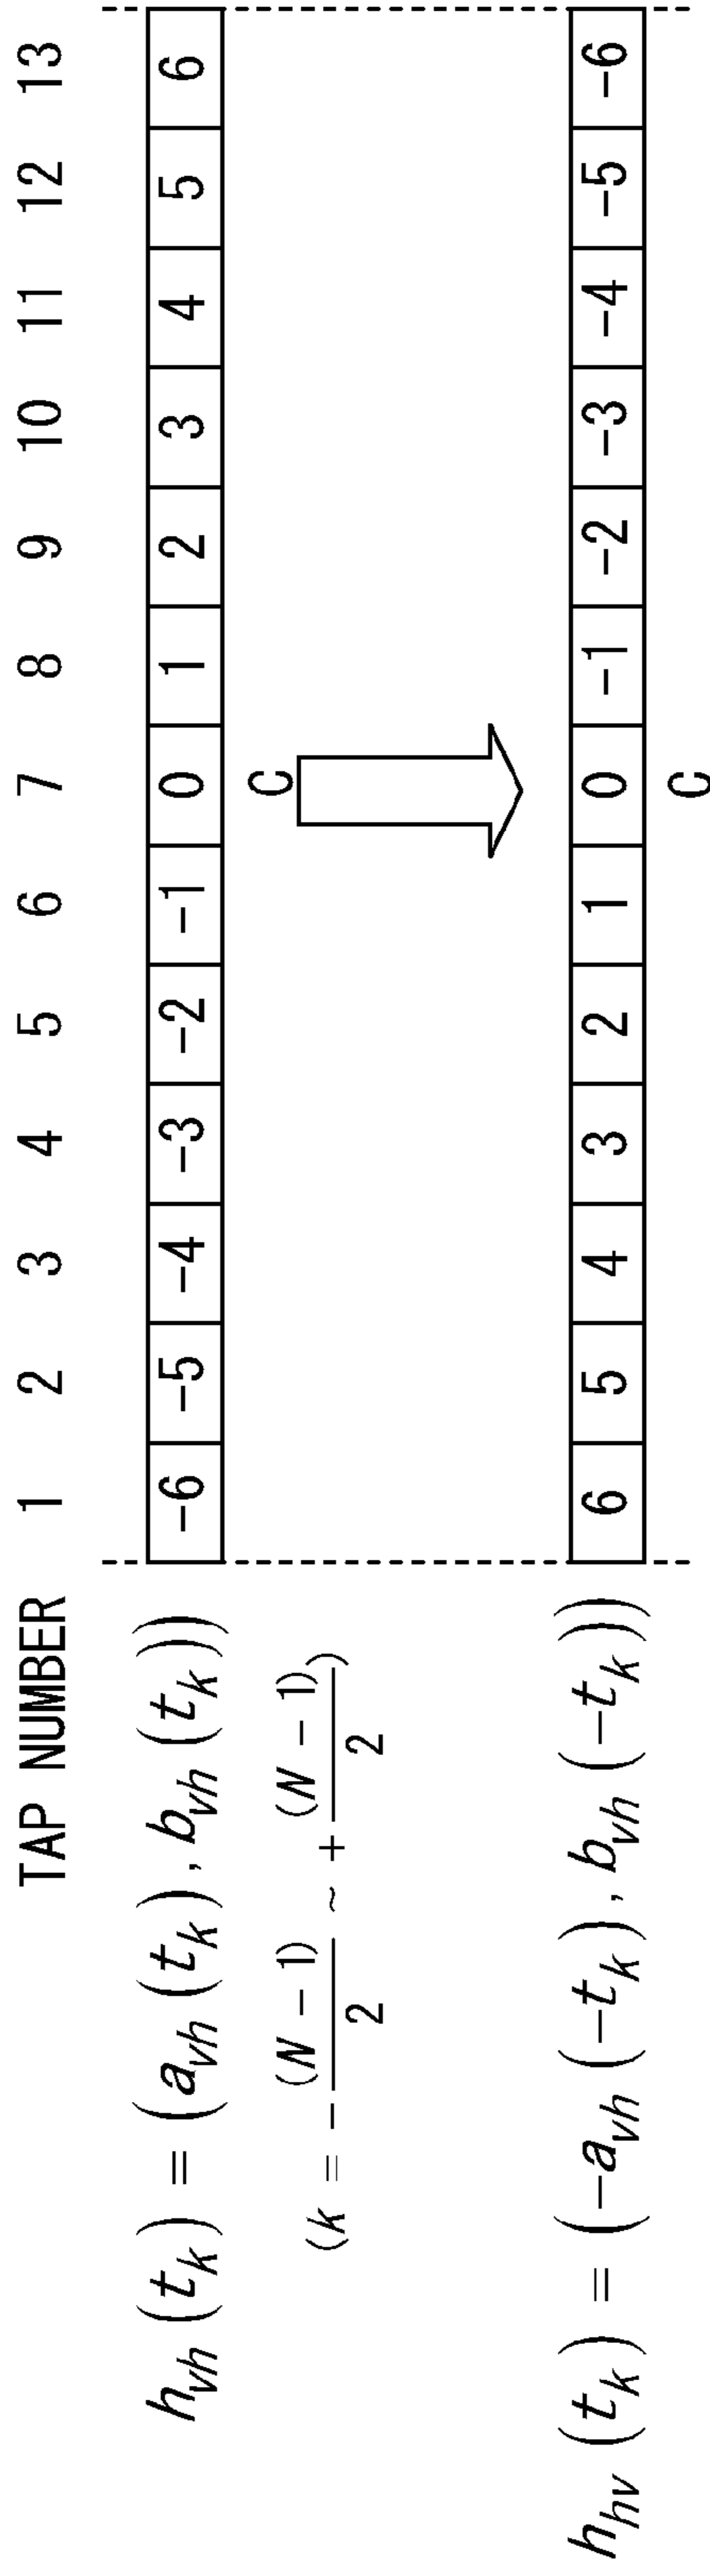 TAP NUMBER 1 2 3 4 5 6 7 8 9 10 11 12 13
h_vh (t_k) = (a_vh (t_k), b_vh (t_k)) -6 -5 -4 -3 -2 -1 0 1 2 3 4 5 6
(k = -(N - 1)/2 ~ +(N - 1)/2)
C
h_hv (t_k) = (-a_vh (-t_k), b_vh (-t_k)) 6 5 4 3 2 1 0 -1 -2 -3 -4 -5 -6
C